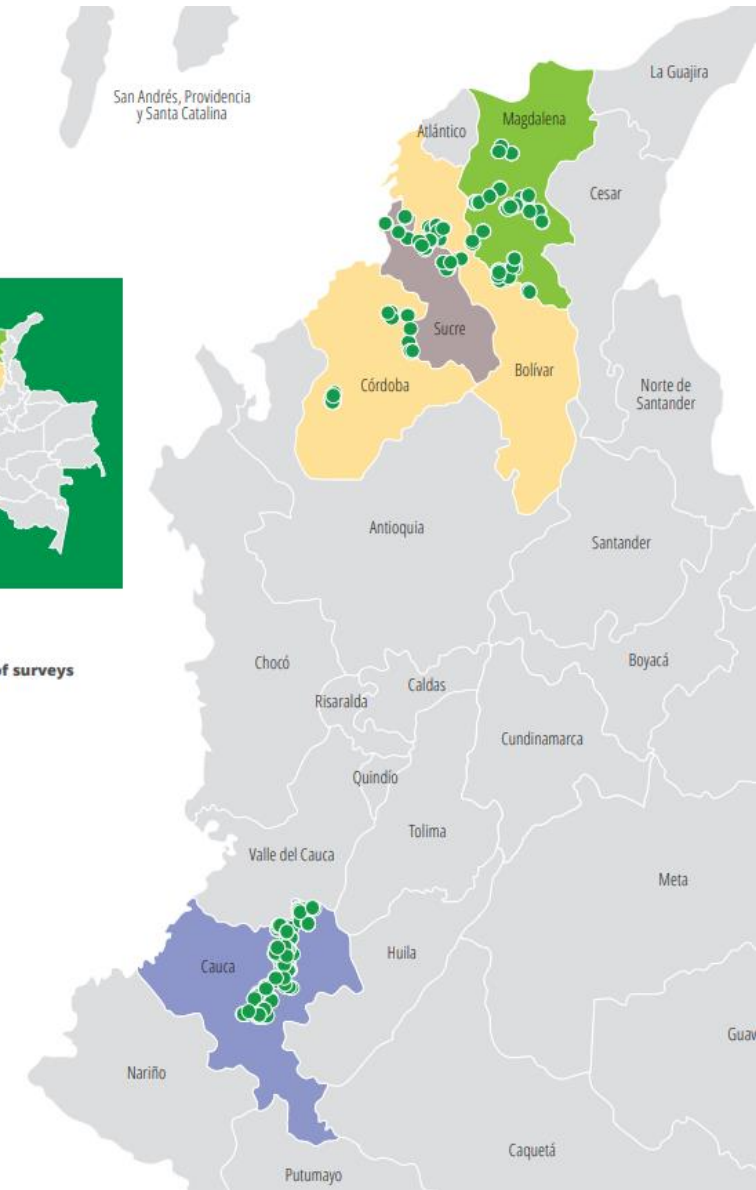 San Andrés, Providencia
y Santa Catalina
La Guajira
Magdalena
Atlántico
Cesar
Sucre
Bolívar
Córdoba
Norte de
Santander
Antioquia
Santander
of surveys
Chocó
Boyacá
Caldas
Risaralda
Cundinamarca
Quindío
Tolima
Valle del Cauca
Meta
Huila
Cauca
Guav
Nariño
Caquetá
Putumayo